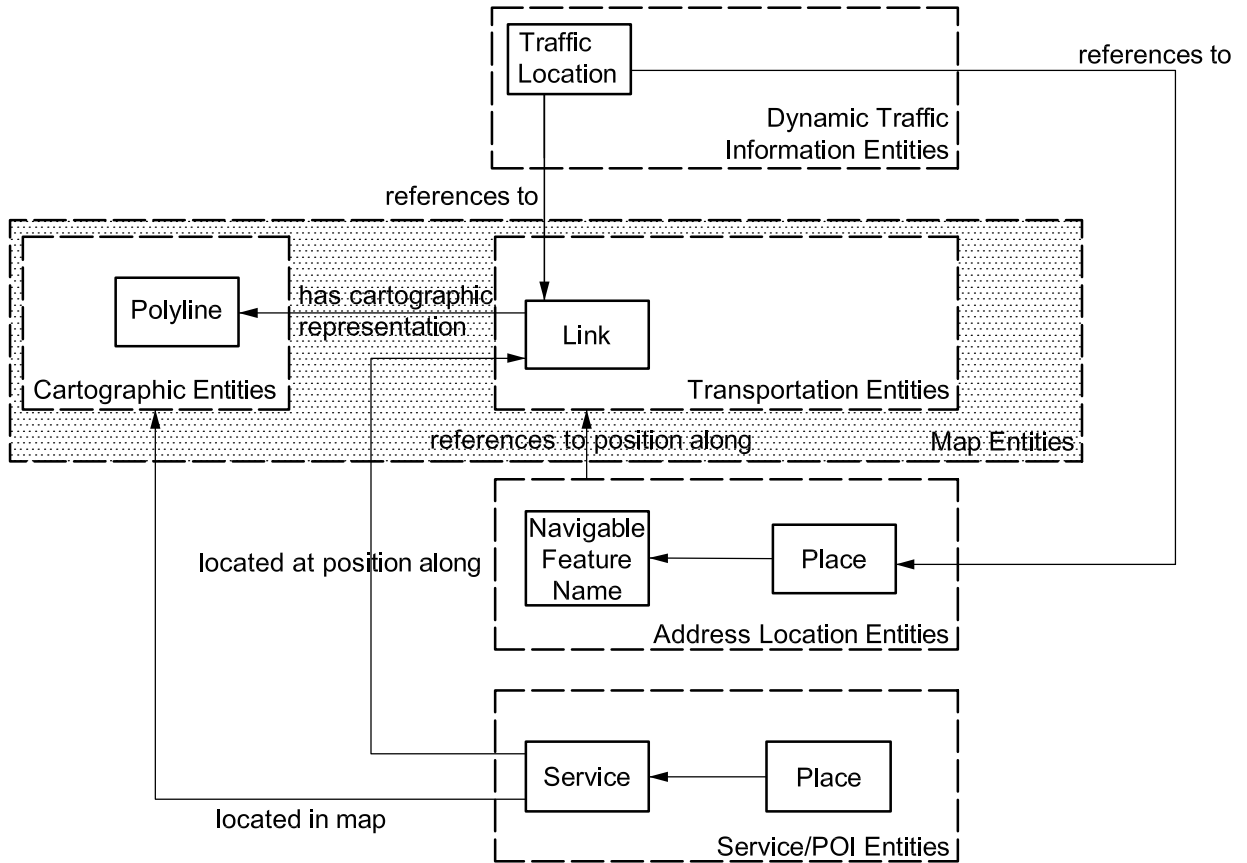 Traffic
Location
references to
Dynamic Traffic
Information Entities
references to
Polyline
has cartographic
representation
Link
Cartographic Entities
Transportation Entities
references to position along
Map Entities
Navigable
Feature
Name
Place
located at position along
Address Location Entities
Service
Place
located in map
Service/POI Entities